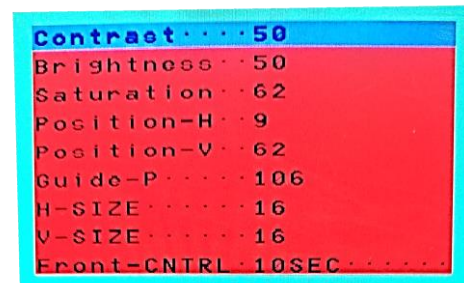 Contrast····50
Brightness··50
Saturation··62
Position-H··9
Position-V··62
Guide-P·····106
H-SIZE······16
V-SIZE······16
Front-CNTRL·10SEC······